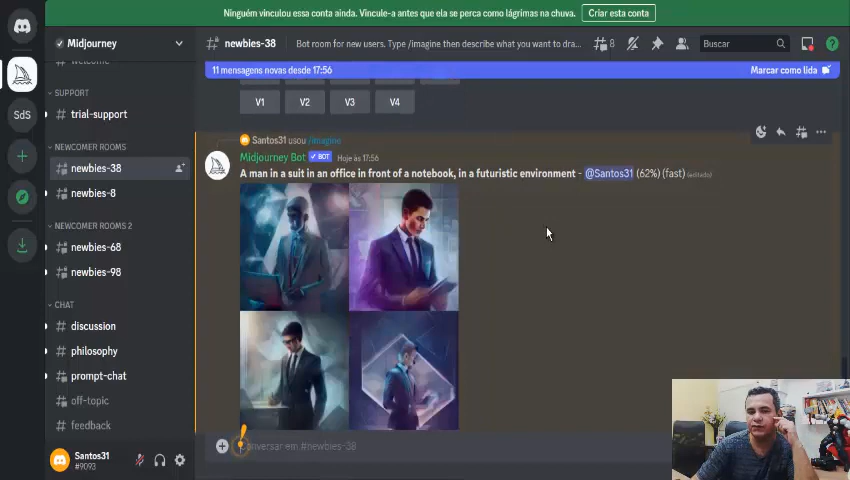 Ninguém vinculou essa conta ainda. Vincule-a antes que ela se perca como lágrimas na chuva.
Criar esta conta
Midjourney
newbies-38
Bot room for new users. Type /imagine then describe what you want to dra...
8
Buscar
11 mensagens novas desde 17:56
Marcar como lida
welcome
SUPPORT
trial-support
SdS
NEWCOMER ROOMS
newbies-38
newbies-8
NEWCOMER ROOMS 2
newbies-68
newbies-98
CHAT
discussion
philosophy
prompt-chat
off-topic
feedback
Santos31
#9093
V1
V2
V3
V4
Santos31 usou /imagine
Midjourney Bot
BOT
Hoje às 17:56
A man in a suit in an office in front of a notebook, in a futuristic environment - @Santos31 (62%) (fast) (editado)
Conversar em #newbies-38